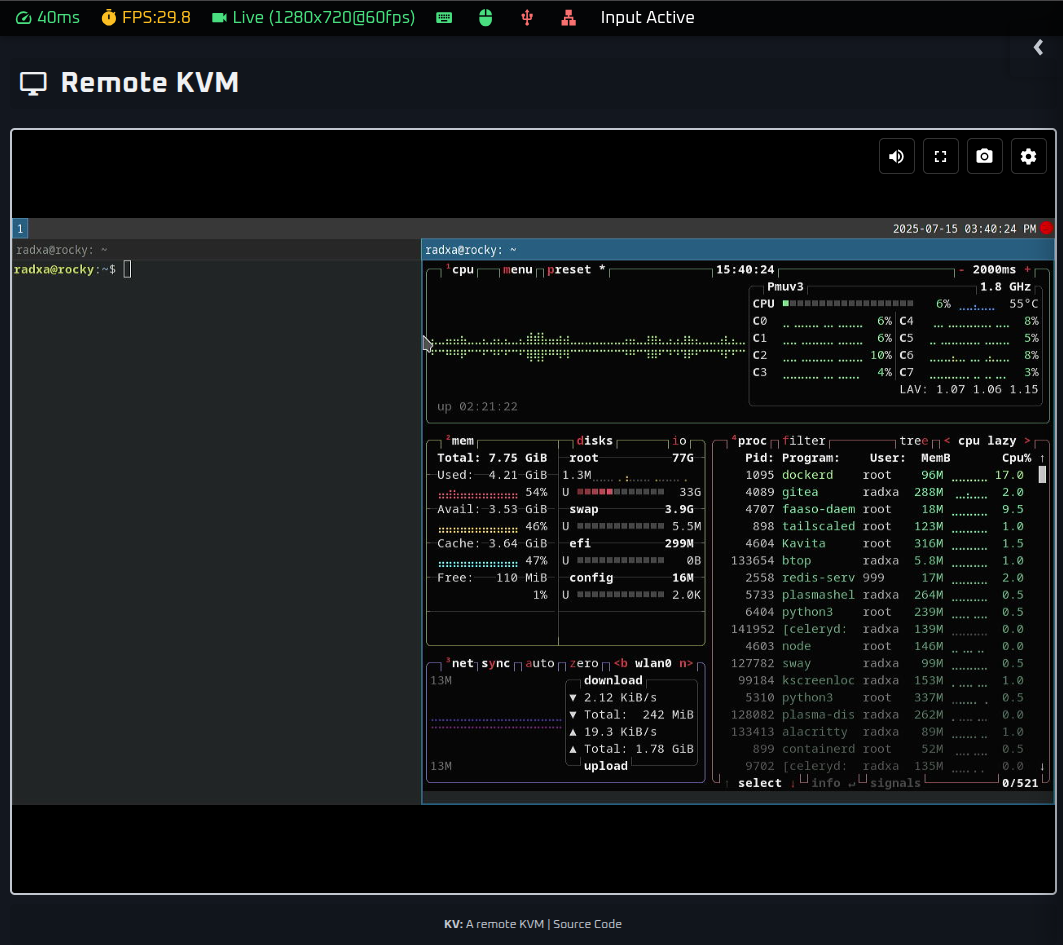 40ms FPS:29.8 Live (1280x720@60fps) Input Active
Remote KVM
1 2025-07-15 03:40:24 PM
radxa@rocky: ~
radxa@rocky:~$
radxa@rocky: ~
¹cpu menu preset * 15:40:24 - 2000ms +
Pmuv3 1.8 GHz
CPU 6% 55°C
C0 6% C4 8%
C1 6% C5 5%
C2 10% C6 8%
C3 4% C7 3%
LAV: 1.07 1.06 1.15
up 02:21:22
²mem disks io
Total: 7.75 GiB
Used: 4.21 GiB
54%
Avail: 3.53 GiB
46%
Cache: 3.64 GiB
47%
Free: 110 MiB
1%
root 77G
1.3M
U 33G
swap 3.9G
U 5.5M
efi 299M
U 0B
config 16M
U 2.0K
³net sync auto zero <b wlan0 n>
13M
13M
download
▼ 2.12 KiB/s
▼ Total: 242 MiB
▲ 19.3 KiB/s
▲ Total: 1.78 GiB
upload
⁴proc filter tree < cpu lazy >
Pid: Program: User: MemB Cpu% ↑
1095 dockerd root 96M 17.0
4089 gitea radxa 288M 2.0
4707 faaso-daem root 18M 9.5
898 tailscaled root 123M 1.0
4604 Kavita root 316M 1.5
133654 btop radxa 5.8M 1.0
2558 redis-serv 999 17M 2.0
5733 plasmashel radxa 264M 0.5
6404 python3 root 239M 0.5
141952 [celeryd: radxa 139M 0.0
4603 node root 146M 0.0
127782 sway radxa 99M 0.5
99184 kscreenloc radxa 153M 1.0
5310 python3 root 337M 0.5
128082 plasma-dis radxa 262M 0.0
133413 alacritty radxa 89M 1.0
899 containerd root 52M 0.5
9702 [celeryd: radxa 135M 0.0 ↓
↑ select ↓ info ↵ signals 0/521
KV: A remote KVM | Source Code